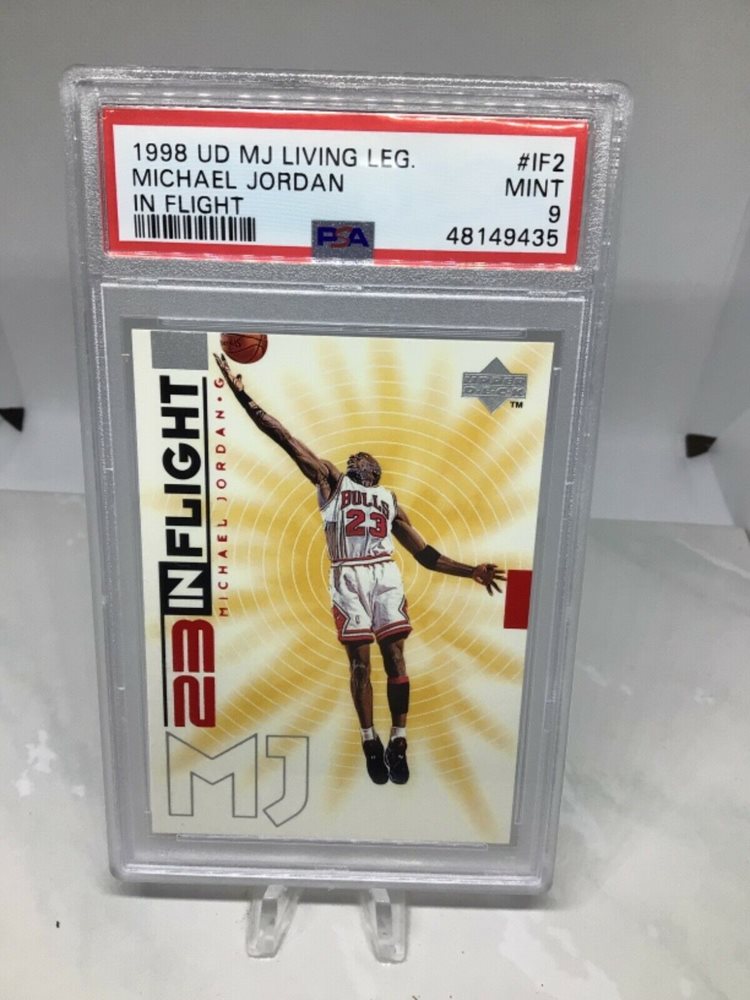 1998 UD MJ LIVING LEG.
#IF2
MICHAEL JORDAN
MINT
IN FLIGHT
9
PSA
48149435
UPPER
DECK
TM
23 IN FLIGHT
MICHAEL JORDAN • G
BULLS
23
MJ